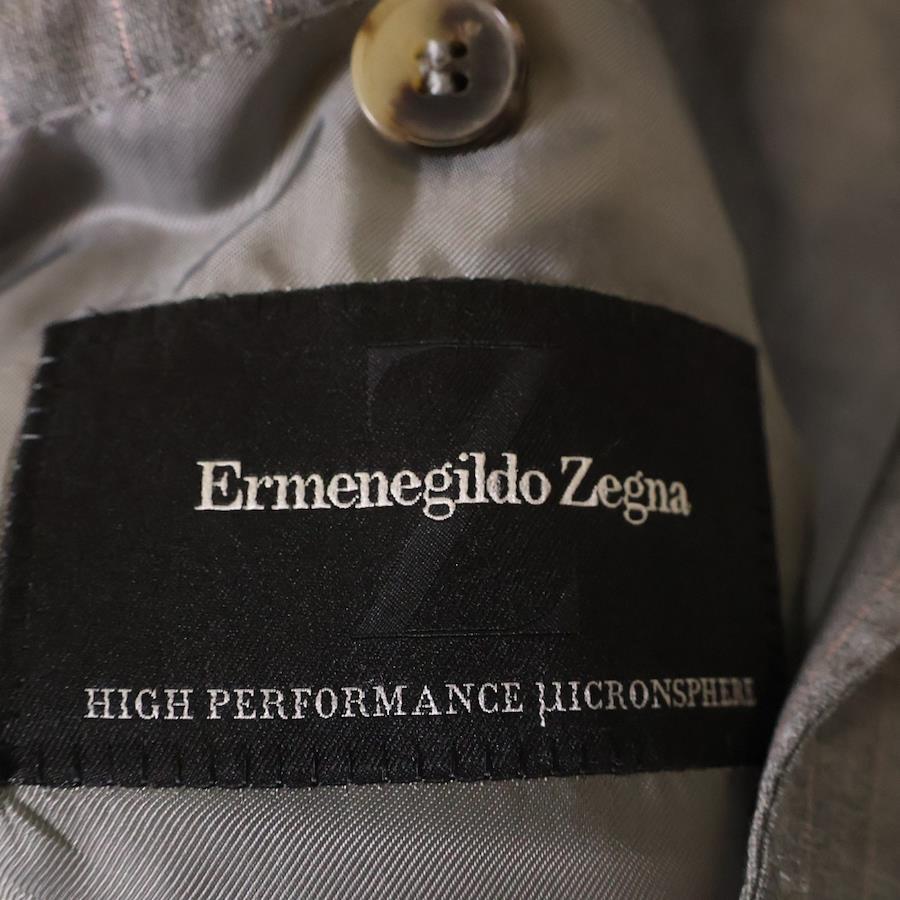 Ermenegildo Zegna
HIGH PERFORMANCE µICRONSPHERE